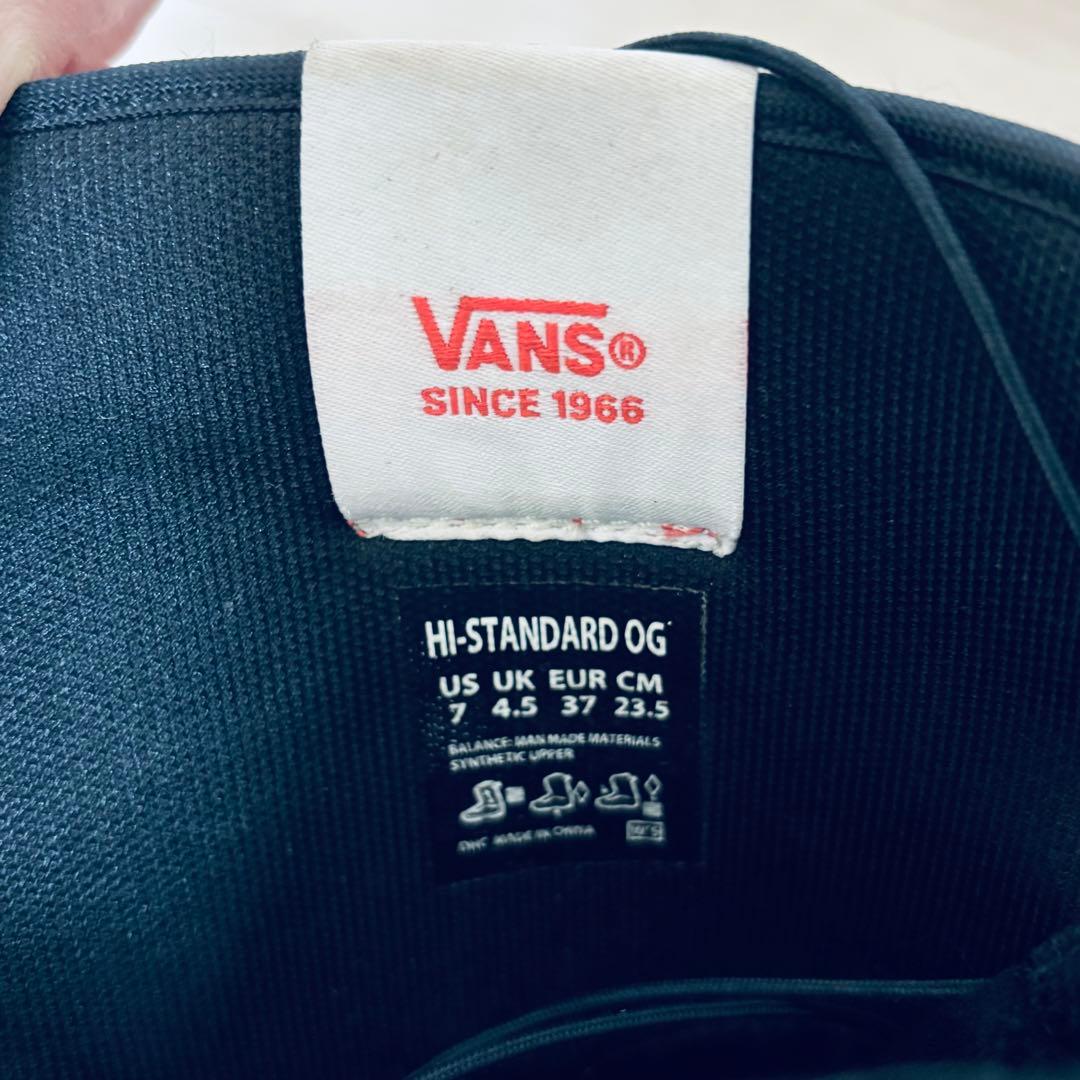 VANS®
SINCE 1966
HI-STANDARD OG
US UK EUR CM
7 4.5 37 23.5
BALANCE: MAN MADE MATERIALS
SYNTHETIC UPPER
MADE IN CHINA